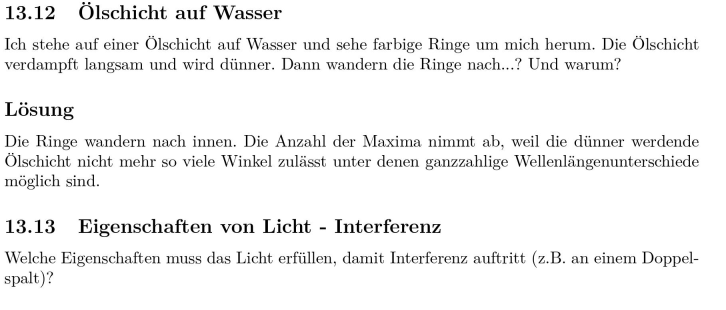 13.12 Ölschicht auf Wasser
Ich stehe auf einer Ölschicht auf Wasser und sehe farbige Ringe um mich herum. Die Ölschicht
verdampft langsam und wird dünner. Dann wandern die Ringe nach...? Und warum?
Lösung
Die Ringe wandern nach innen. Die Anzahl der Maxima nimmt ab, weil die dünner werdende
Ölschicht nicht mehr so viele Winkel zulässt unter denen ganzzahlige Wellenlängenunterschiede
möglich sind.
13.13 Eigenschaften von Licht - Interferenz
Welche Eigenschaften muss das Licht erfüllen, damit Interferenz auftritt (z.B. an einem Doppel-
spalt)?